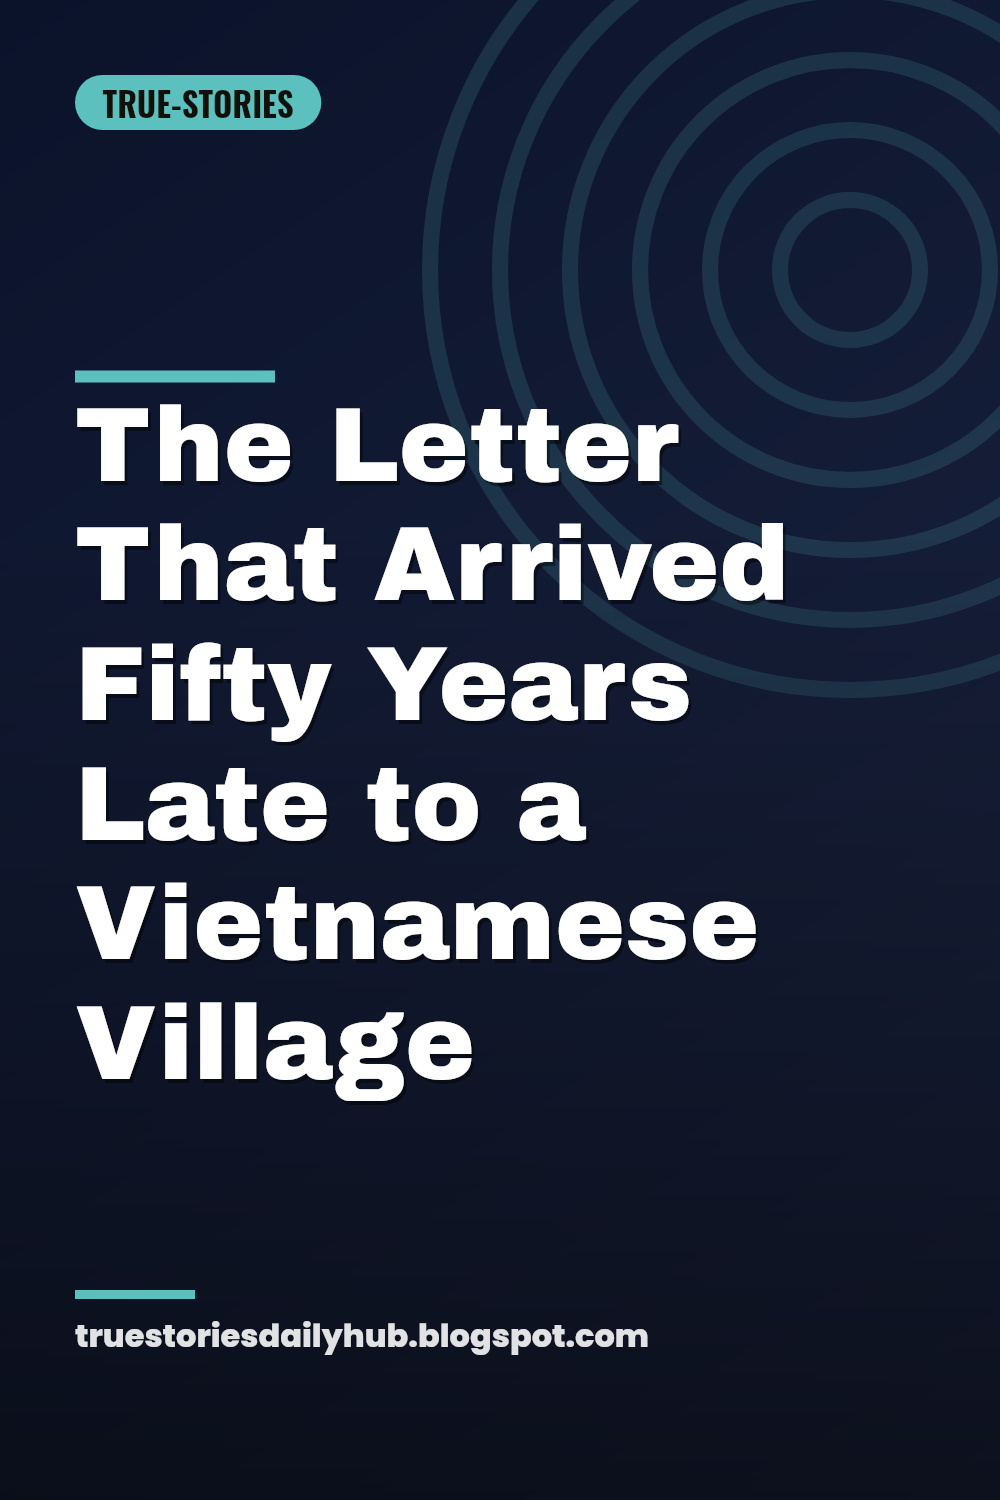 TRUE-STORIES
The Letter
That Arrived
Fifty Years
Late to a
Vietnamese
Village
truestoriesdailyhub.blogspot.com